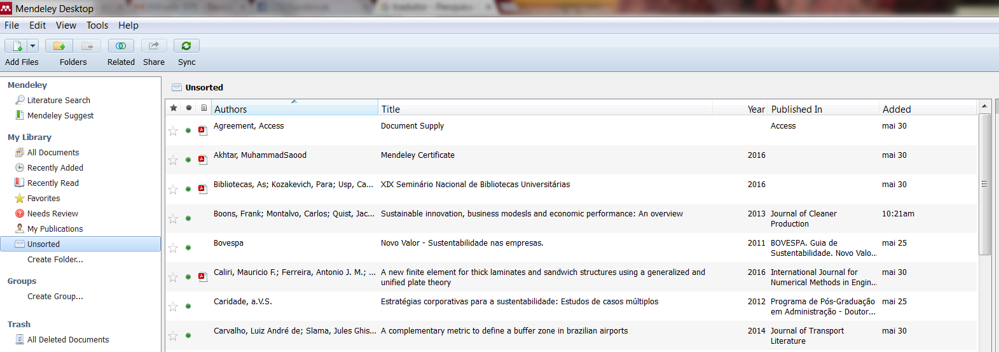 Mendeley Desktop
File Edit View Tools Help
Add Files Folders Related Share Sync
Mendeley
Literature Search
Mendeley Suggest
My Library
All Documents
Recently Added
Recently Read
Favorites
Needs Review
My Publications
Unsorted
Create Folder...
Groups
Create Group...
Trash
All Deleted Documents
Unsorted
Authors Title Year Published In Added
Agreement, Access Document Supply Access mai 30
Akhtar, MuhammadSaood Mendeley Certificate 2016 mai 30
Bibliotecas, As; Kozakevich, Para; Usp, Ca... XIX Seminário Nacional de Bibliotecas Universitárias 2016 mai 30
Boons, Frank; Montalvo, Carlos; Quist, Jac... Sustainable innovation, business modesls and economic performance: An overview 2013 Journal of Cleaner 10:21am
Production
Bovespa Novo Valor - Sustentabilidade nas empresas. 2011 BOVESPA. Guia de mai 25
Sustentabilidade. Novo Valo...
Caliri, Mauricio F.; Ferreira, Antonio J. M.; ... A new finite element for thick laminates and sandwich structures using a generalized and 2016 International Journal for mai 30
unified plate theory Numerical Methods in Engin...
Caridade, a.V.S. Estratégias corporativas para a sustentabilidade: Estudos de casos múltiplos 2012 Programa de Pós-Graduação mai 25
em Administração - Doutor...
Carvalho, Luiz André de; Slama, Jules Ghis... A complementary metric to define a buffer zone in brazilian airports 2014 Journal of Transport mai 30
Literature